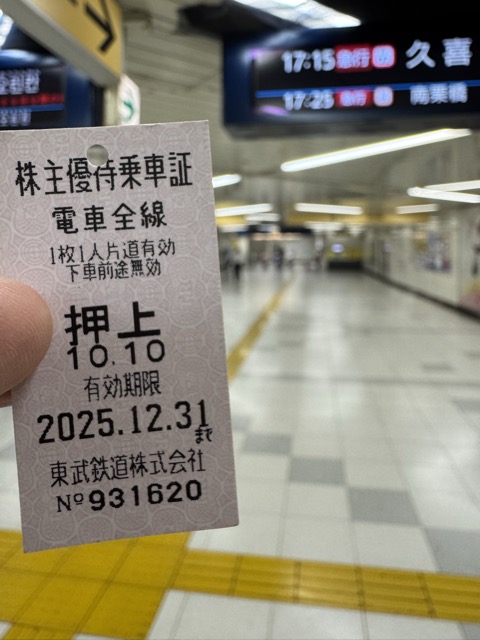 17:15 急行 久喜
17:25 急行 南栗橋
株主優待乗車証
電車全線
1枚1人片道有効
下車前途無効
押上
10.10
有効期限
2025.12.31まで
東武鉄道株式会社
Nº931620